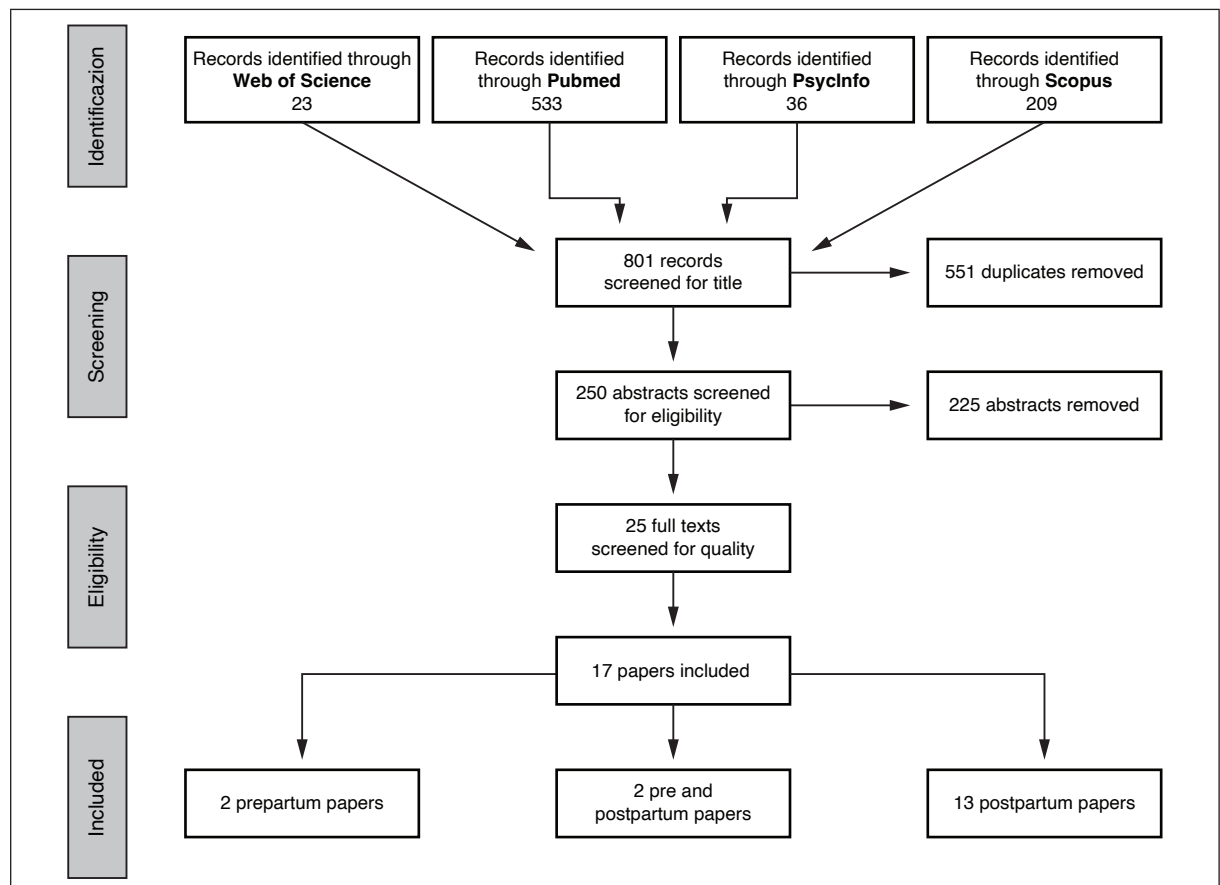 Identificazion
Records identified through
Web of Science
23
Records identified
through Pubmed
533
Records identified
through PsycInfo
36
Records identified
through Scopus
209
Screening
801 records
screened for title
551 duplicates removed
250 abstracts screened
for eligibility
225 abstracts removed
Eligibility
25 full texts
screened for quality
17 papers included
Included
2 prepartum papers
2 pre and
postpartum papers
13 postpartum papers